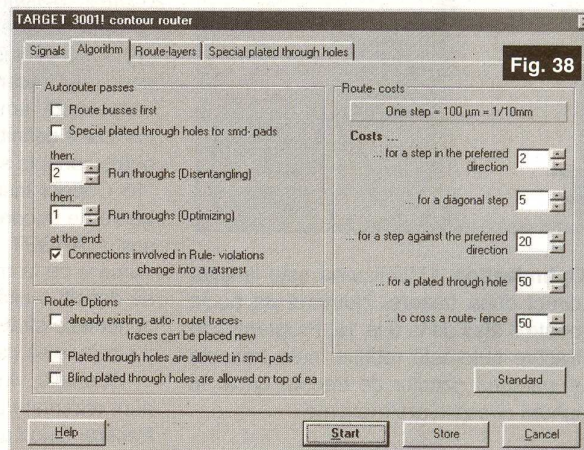 TARGET 3001! contour router
Signals
Algorithm
Route-layers
Special plated through holes
Fig. 38
Autorouter passes
Route busses first
Special plated through holes for smd- pads
then:
2 Run throughs (Disentangling)
then:
1 Run throughs (Optimizing)
at the end:
Connections involved in Rule- violations
change into a ratsnest
Route- Options
already existing, auto- routet traces-
traces can be placed new
Plated through holes are allowed in smd- pads
Blind plated through holes are allowed on top of ea
Route- costs
One step = 100 µm = 1/10mm
Costs ...
... for a step in the preferred
direction 2
... for a diagonal step 5
... for a step against the preferred
direction 20
... for a plated through hole 50
... to cross a route- fence 50
Standard
Help
Start
Store
Cancel